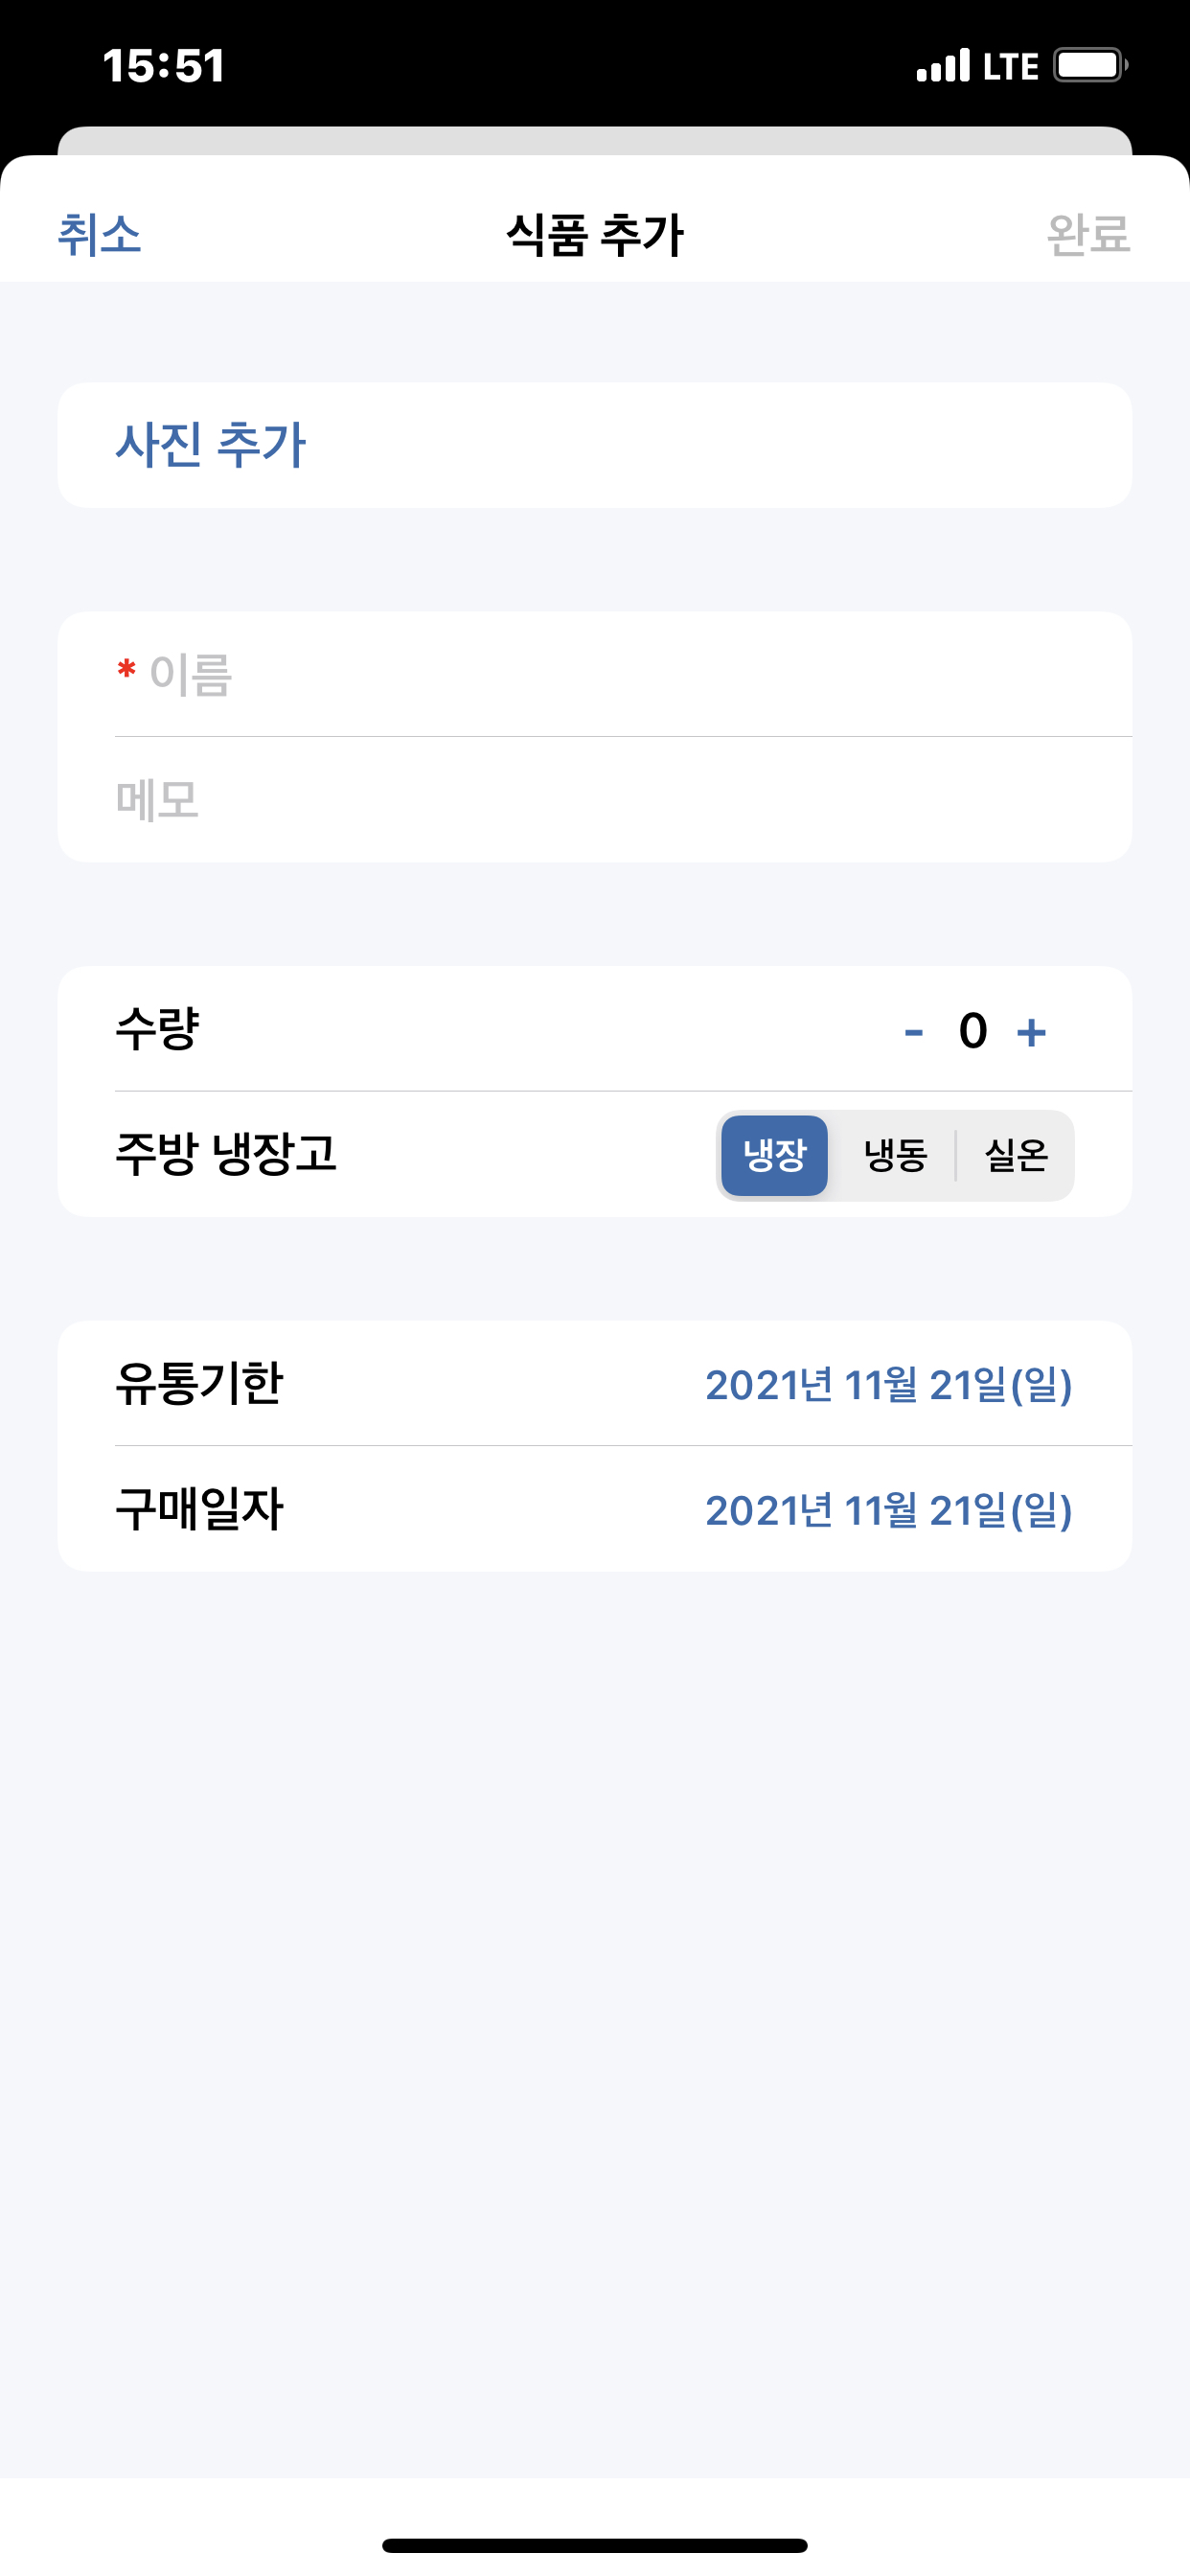 15:51 LTE
취소 식품 추가 완료
사진 추가
* 이름
메모
수량 - 0 +
주방 냉장고 냉장 냉동 실온
유통기한 2021년 11월 21일(일)
구매일자 2021년 11월 21일(일)